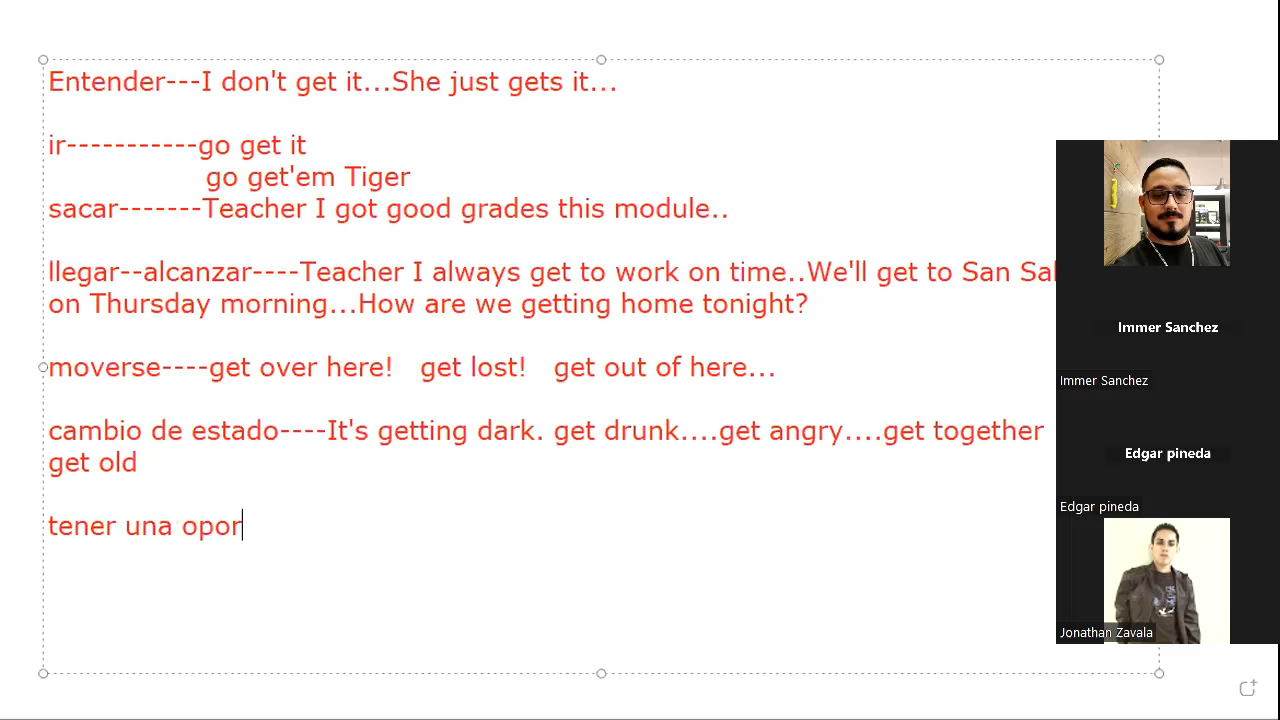 Entender---I don't get it...She just gets it...
ir-----------go get it
go get'em Tiger
sacar-------Teacher I got good grades this module..
llegar--alcanzar----Teacher I always get to work on time..We'll get to San Sal
on Thursday morning...How are we getting home tonight?
moverse----get over here! get lost! get out of here...
cambio de estado----It's getting dark. get drunk....get angry....get together
get old
tener una opor
Immer Sanchez
Immer Sanchez
Edgar pineda
Edgar pineda
Jonathan Zavala